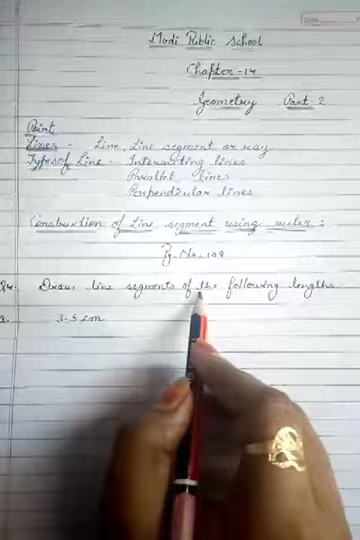 Modi Public School
Chapter - 14
Geometry Part 2
Point
Lines - Line, Line segment or ray
Types of Line - Intersecting lines
Parallel lines
Perpendicular lines
Construction of Line segment using ruler :
Pg. No. 198
Draw line segments of the following lengths
a. 3.5 cm